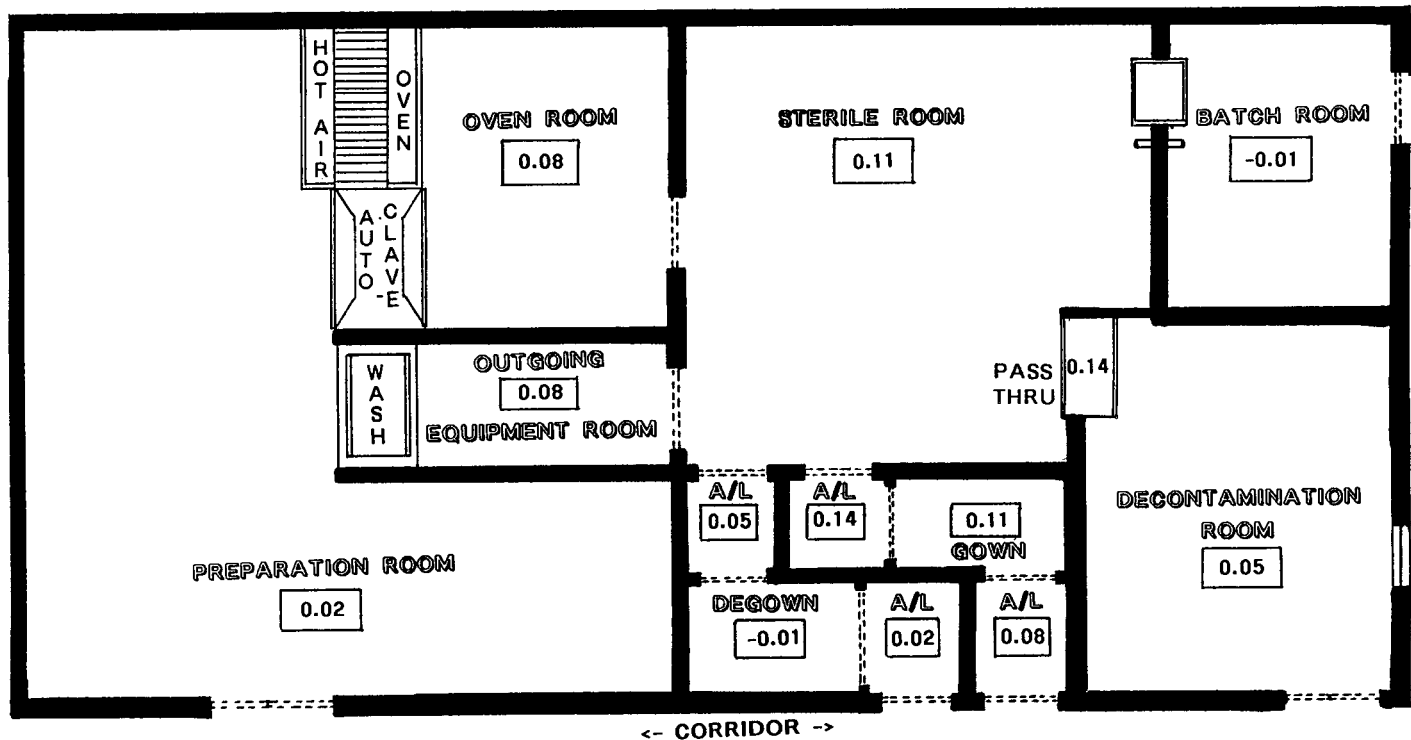 HOT AIR
OVEN
OVEN ROOM
0.08
STERILE ROOM
0.11
BATCH ROOM
-0.01
AUTO-
CLAVE
WASH
OUTGOING
0.08
EQUIPMENT ROOM
PASS
THRU
0.14
A/L
0.05
A/L
0.14
0.11
GOWN
DECONTAMINATION
ROOM
0.05
PREPARATION ROOM
0.02
DEGOWN
-0.01
A/L
0.02
A/L
0.08
<- CORRIDOR ->